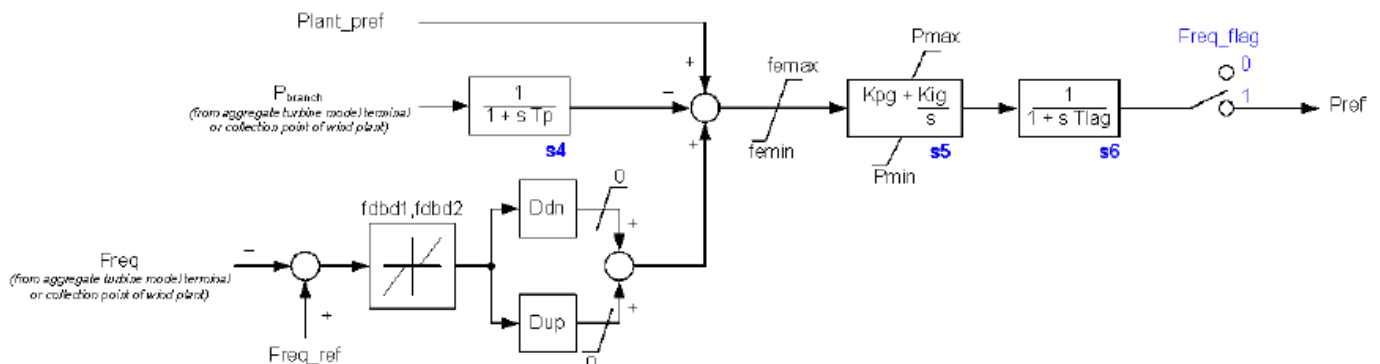 Plant_pref
Freq_flag
Pmax
femax
0
Pbranch
(from aggregate turbine model terminal
or collection point of wind plant)
1
1 + s Tp
Kpg + Kig
s
1
1 + s Tlag
1
Pref
+
−
+
femin
s4
s5
s6
Pmin
fdbd1,fdbd2
Ddn
0
+
Freq
(from aggregate turbine model terminal
or collection point of wind plant)
−
+
Dup
+
0
Freq_ref